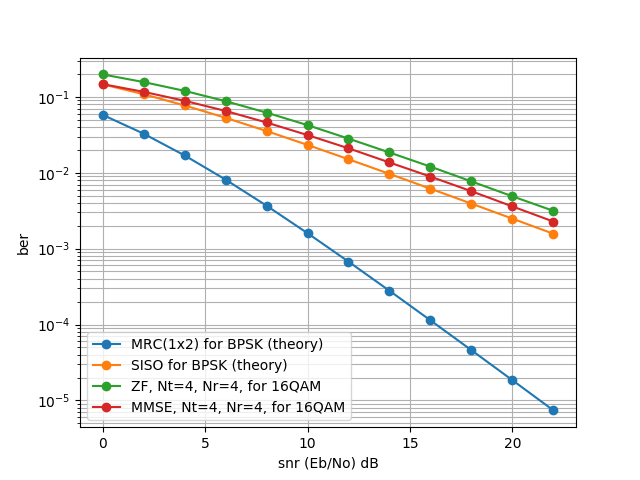 10⁻¹
10⁻²
10⁻³
10⁻⁴
10⁻⁵
ber
MRC(1x2) for BPSK (theory)
SISO for BPSK (theory)
ZF, Nt=4, Nr=4, for 16QAM
MMSE, Nt=4, Nr=4, for 16QAM
0 5 10 15 20
snr (Eb/No) dB